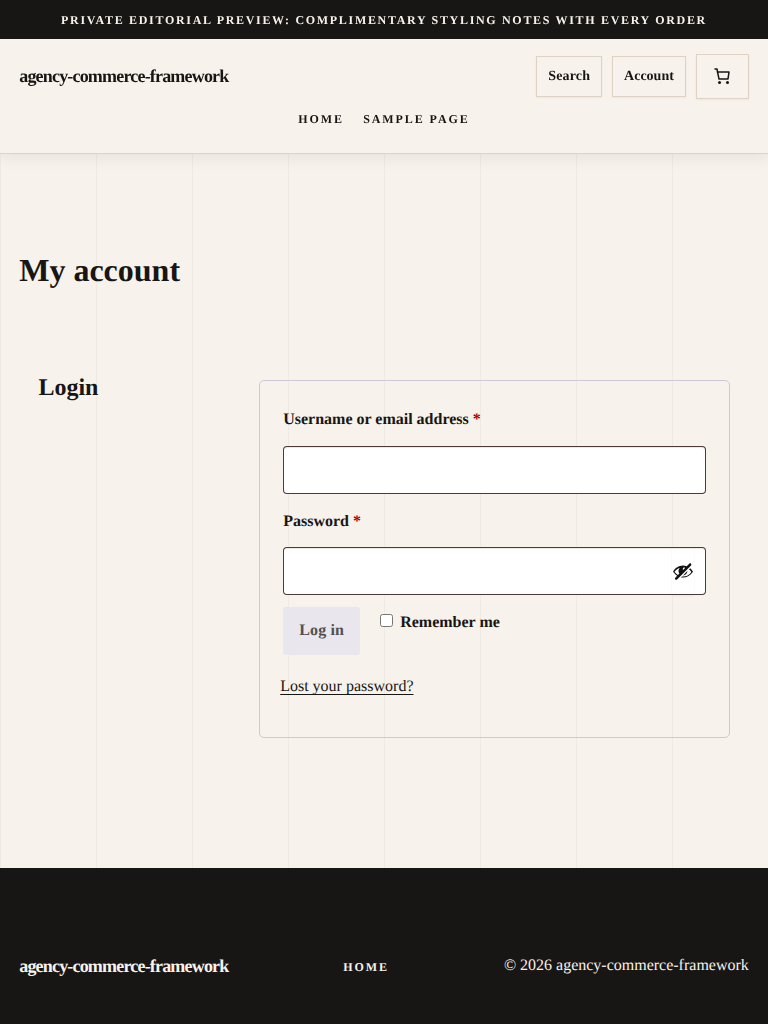 PRIVATE EDITORIAL PREVIEW: COMPLIMENTARY STYLING NOTES WITH EVERY ORDER
agency-commerce-framework
Search
Account
HOME
SAMPLE PAGE
My account
Login
Username or email address *
Password *
Log in
Remember me
Lost your password?
agency-commerce-framework
HOME
© 2026 agency-commerce-framework